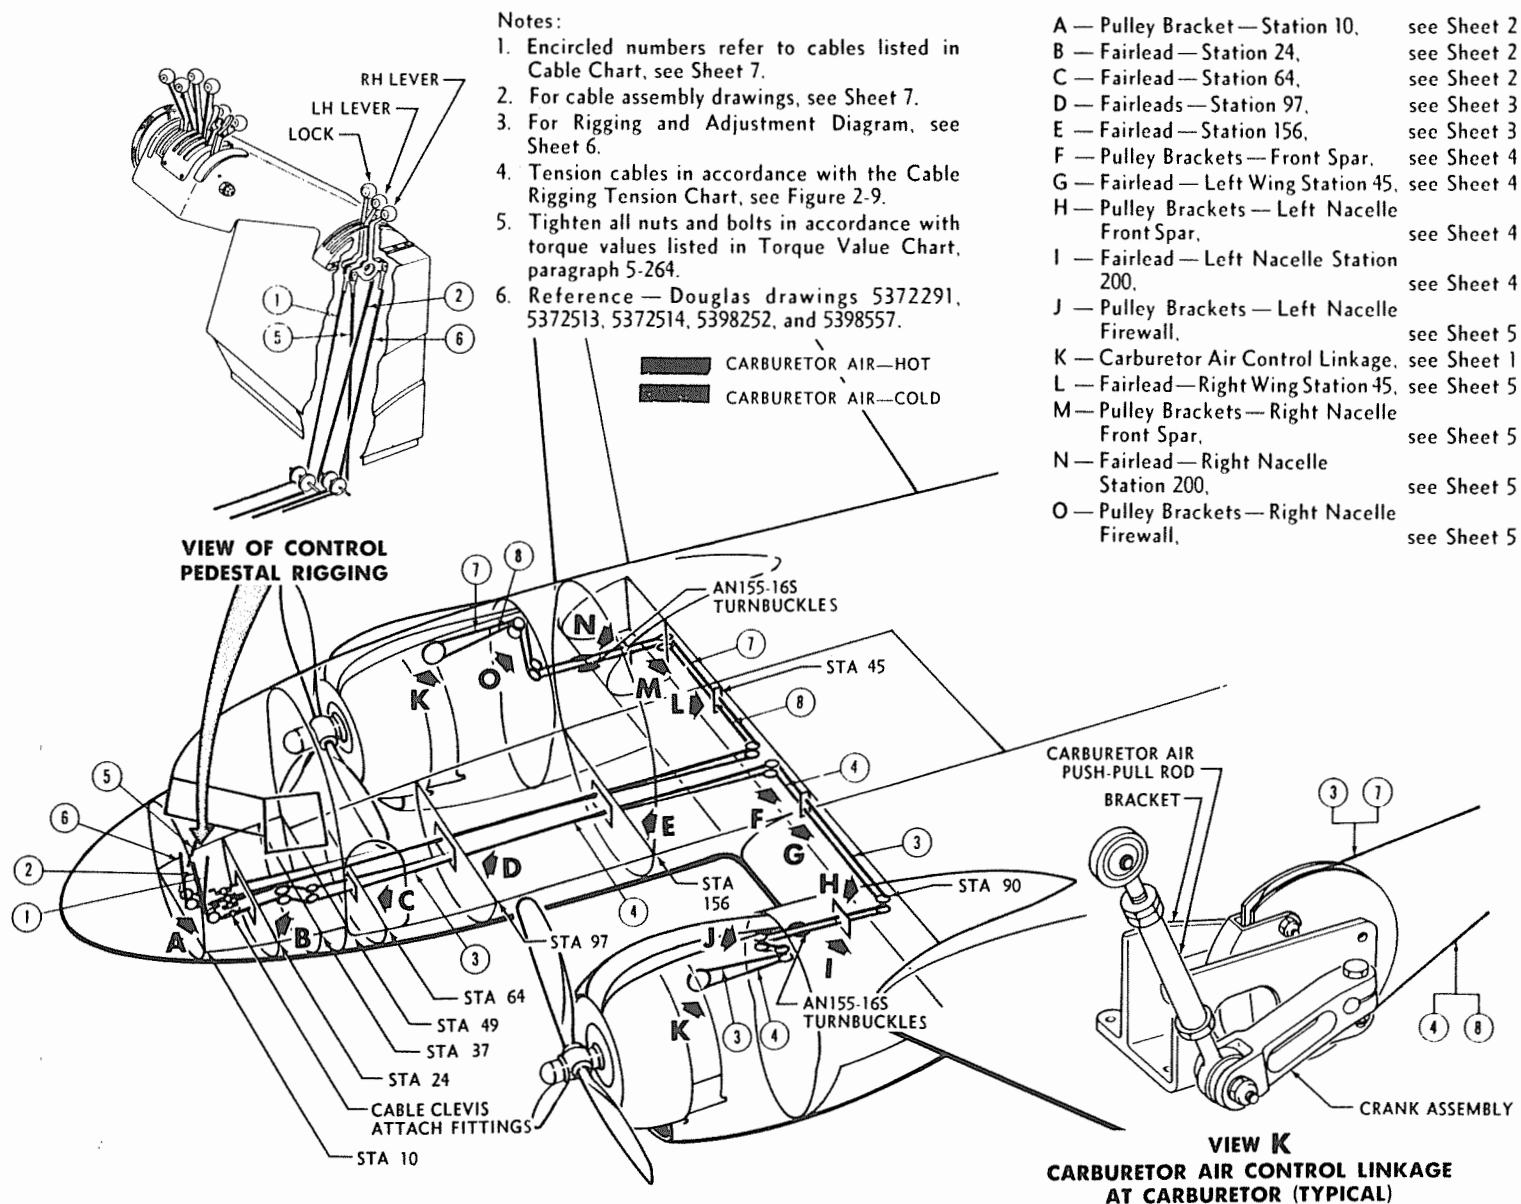 Notes:
1. Encircled numbers refer to cables listed in
Cable Chart, see Sheet 7.
2. For cable assembly drawings, see Sheet 7.
3. For Rigging and Adjustment Diagram, see
Sheet 6.
4. Tension cables in accordance with the Cable
Rigging Tension Chart, see Figure 2-9.
5. Tighten all nuts and bolts in accordance with
torque values listed in Torque Value Chart,
paragraph 5-264.
6. Reference — Douglas drawings 5372291,
5372513, 5372514, 5398252, and 5398557.
CARBURETOR AIR—HOT
CARBURETOR AIR—COLD
A — Pulley Bracket — Station 10, see Sheet 2
B — Fairlead — Station 24, see Sheet 2
C — Fairlead — Station 64, see Sheet 2
D — Fairleads — Station 97, see Sheet 3
E — Fairlead — Station 156, see Sheet 3
F — Pulley Brackets — Front Spar, see Sheet 4
G — Fairlead — Left Wing Station 45, see Sheet 4
H — Pulley Brackets — Left Nacelle
Front Spar, see Sheet 4
I — Fairlead — Left Nacelle Station
200, see Sheet 4
J — Pulley Brackets — Left Nacelle
Firewall, see Sheet 5
K — Carburetor Air Control Linkage, see Sheet 1
L — Fairlead — Right Wing Station 45, see Sheet 5
M — Pulley Brackets — Right Nacelle
Front Spar, see Sheet 5
N — Fairlead — Right Nacelle
Station 200, see Sheet 5
O — Pulley Brackets — Right Nacelle
Firewall, see Sheet 5
RH LEVER
LH LEVER
LOCK
1
2
5
6
VIEW OF CONTROL
PEDESTAL RIGGING
7
8
AN155-16S
TURNBUCKLES
N
O
K
M
L
7
STA 45
8
4
F
E
G
3
H
STA 90
5
6
2
1
A
B
C
D
STA
156
4
J
I
STA 97
3
STA 64
STA 49
STA 37
STA 24
CABLE CLEVIS
ATTACH FITTINGS
STA 10
K
3
4
AN155-16S
TURNBUCKLES
CARBURETOR AIR
PUSH-PULL ROD
BRACKET
3
7
4
8
CRANK ASSEMBLY
VIEW K
CARBURETOR AIR CONTROL LINKAGE
AT CARBURETOR (TYPICAL)